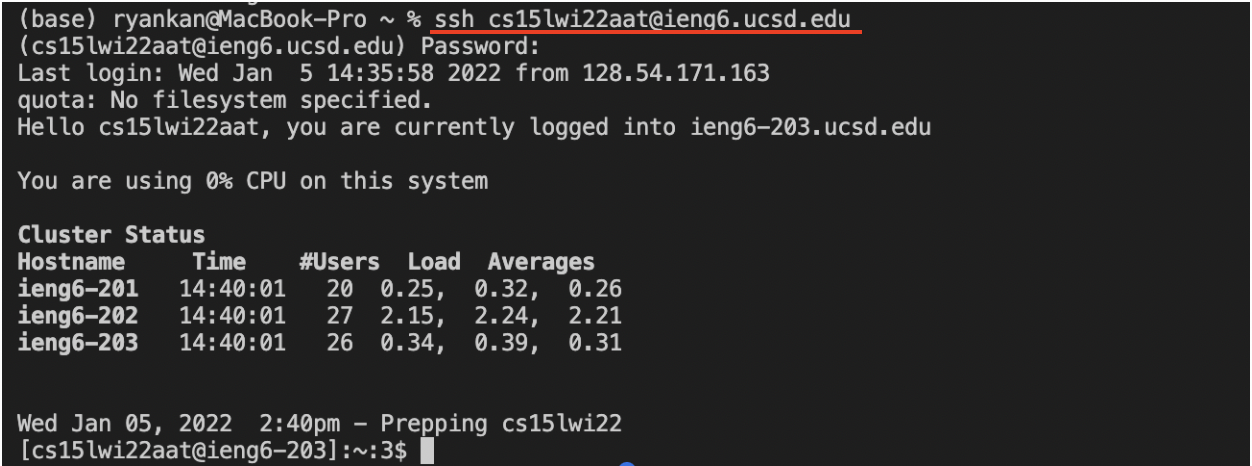 (base) ryankan@MacBook-Pro ~ % ssh cs15lwi22aat@ieng6.ucsd.edu
(cs15lwi22aat@ieng6.ucsd.edu) Password:
Last login: Wed Jan  5 14:35:58 2022 from 128.54.171.163
quota: No filesystem specified.
Hello cs15lwi22aat, you are currently logged into ieng6-203.ucsd.edu
You are using 0% CPU on this system
Cluster Status
Hostname     Time    #Users  Load  Averages
ieng6-201   14:40:01   20  0.25,  0.32,  0.26
ieng6-202   14:40:01   27  2.15,  2.24,  2.21
ieng6-203   14:40:01   26  0.34,  0.39,  0.31
Wed Jan 05, 2022  2:40pm - Prepping cs15lwi22
[cs15lwi22aat@ieng6-203]:~:3$